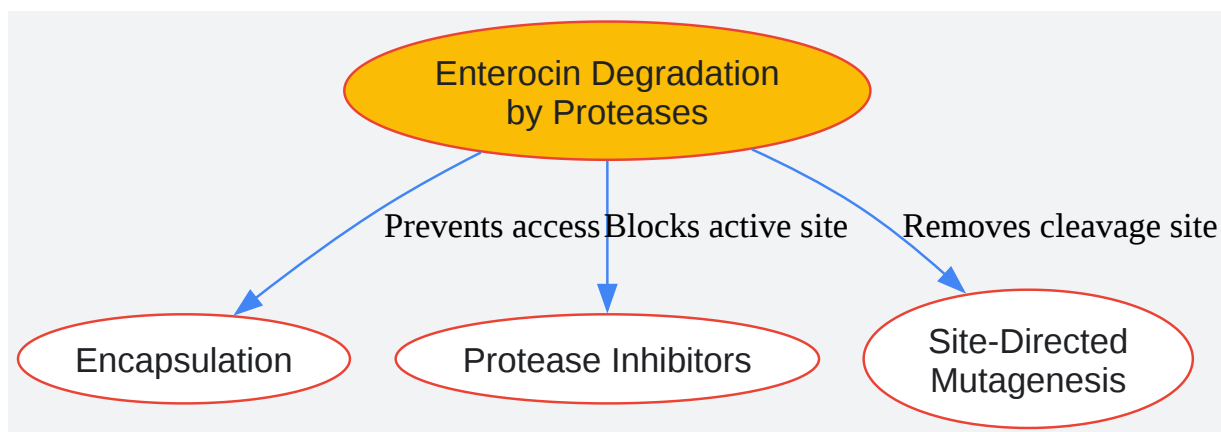 Enterocin Degradation
by Proteases
Prevents access
Blocks active site
Removes cleavage site
Encapsulation
Protease Inhibitors
Site-Directed
Mutagenesis